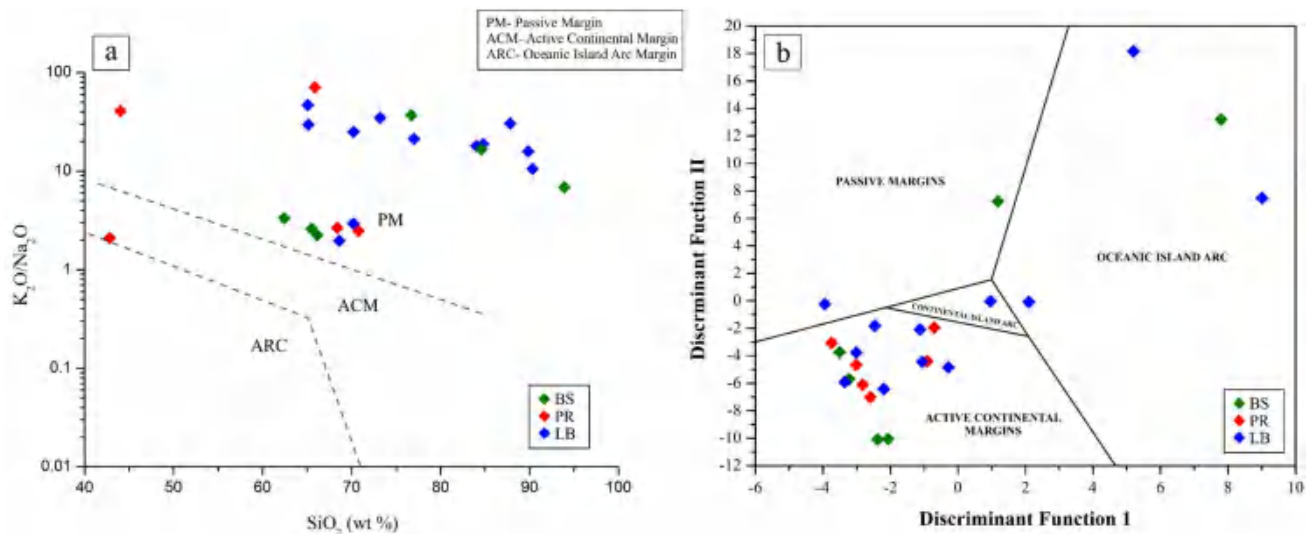 a
PM- Passive Margin
ACM- Active Continental Margin
ARC- Oceanic Island Arc Margin
100
10
1
0.1
0.01
K2O/Na2O
PM
ACM
ARC
BS
PR
LB
40
50
60
70
80
90
100
SiO2 (wt %)
b
20
18
16
14
12
10
8
6
4
2
0
-2
-4
-6
-8
-10
-12
Discrminant Fuction II
PASSIVE MARGINS
OCEANIC ISLAND ARC
CONTINENTAL ISLAND ARC
ACTIVE CONTINENTAL
MARGINS
BS
PR
LB
-6
-4
-2
0
2
4
6
8
10
Discriminant Function 1